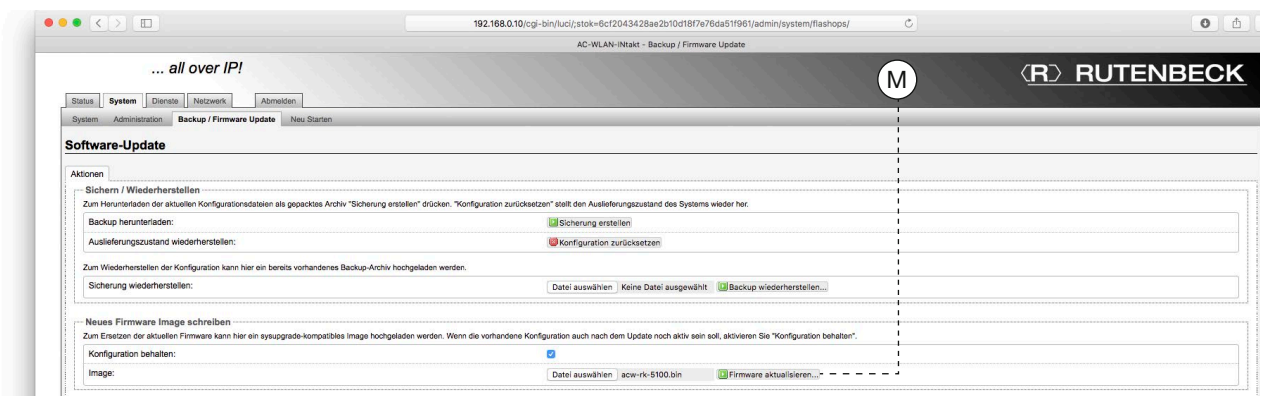 192.168.0.10/cgi-bin/luci/;stok=6cf2043428ae2b10d18f7e76da51f961/admin/system/flashops/
AC-WLAN-INtakt - Backup / Firmware Update
... all over IP!
M
⟨R⟩ RUTENBECK
Status System Dienste Netzwerk Abmelden
System Administration Backup / Firmware Update Neu Starten
Software-Update
Aktionen
Sichern / Wiederherstellen
Zum Herunterladen der aktuellen Konfigurationsdateien als gepacktes Archiv "Sicherung erstellen" drücken. "Konfiguration zurücksetzen" stellt den Auslieferungszustand des Systems wieder her.
Backup herunterladen: Sicherung erstellen
Auslieferungszustand wiederherstellen: Konfiguration zurücksetzen
Zum Wiederherstellen der Konfiguration kann hier ein bereits vorhandenes Backup-Archiv hochgeladen werden.
Sicherung wiederherstellen: Datei auswählen Keine Datei ausgewählt Backup wiederherstellen...
Neues Firmware Image schreiben
Zum Ersetzen der aktuellen Firmware kann hier ein sysupgrade-kompatibles Image hochgeladen werden. Wenn die vorhandene Konfiguration auch nach dem Update noch aktiv sein soll, aktivieren Sie "Konfiguration behalten".
Konfiguration behalten:
Image: Datei auswählen acw-rk-5100.bin Firmware aktualisieren...